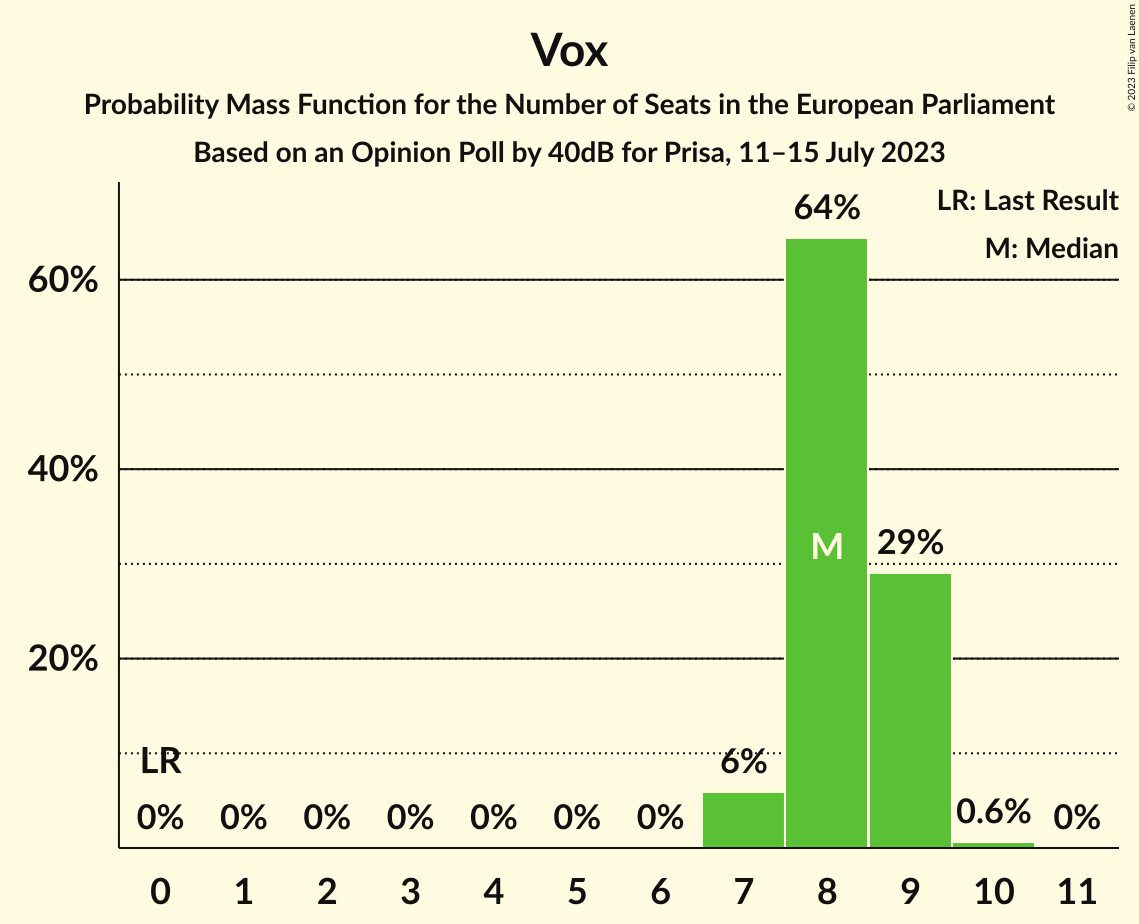 Vox
Probability Mass Function for the Number of Seats in the European Parliament
Based on an Opinion Poll by 40dB for Prisa, 11–15 July 2023
© 2023 Filip van Laenen
LR: Last Result
M: Median
64%
60%
40%
M
29%
20%
LR
0% 0% 0% 0% 0% 0% 0% 6% 0.6% 0%
0 1 2 3 4 5 6 7 8 9 10 11